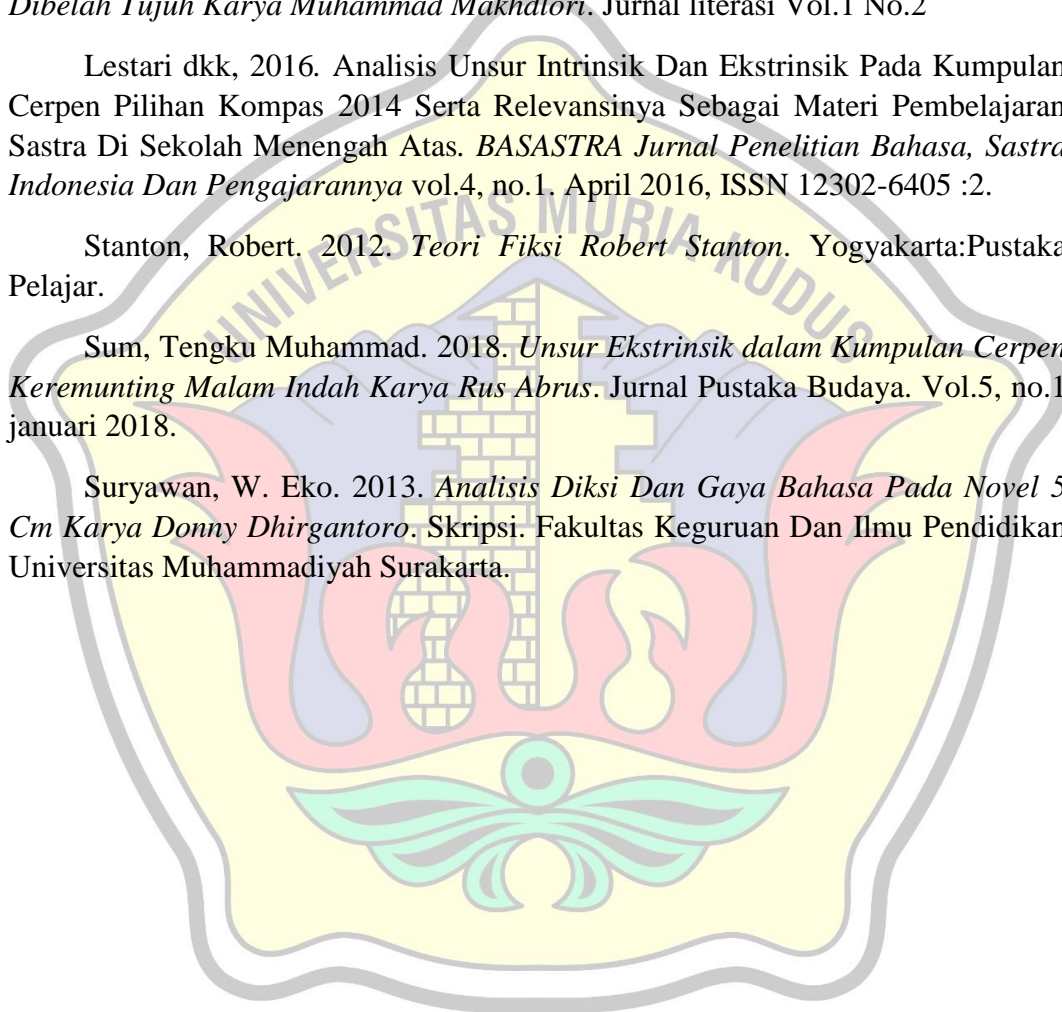 Dibelah Tujuh Karya Muhammad Makhdlori. Jurnal literasi Vol.1 No.2
Lestari dkk, 2016. Analisis Unsur Intrinsik Dan Ekstrinsik Pada Kumpulan
Cerpen Pilihan Kompas 2014 Serta Relevansinya Sebagai Materi Pembelajaran
Sastra Di Sekolah Menengah Atas. BASASTRA Jurnal Penelitian Bahasa, Sastra
Indonesia Dan Pengajarannya vol.4, no.1. April 2016, ISSN 12302-6405 :2.
Stanton, Robert. 2012. Teori Fiksi Robert Stanton. Yogyakarta:Pustaka
Pelajar.
Sum, Tengku Muhammad. 2018. Unsur Ekstrinsik dalam Kumpulan Cerpen
Keremunting Malam Indah Karya Rus Abrus. Jurnal Pustaka Budaya. Vol.5, no.1
januari 2018.
Suryawan, W. Eko. 2013. Analisis Diksi Dan Gaya Bahasa Pada Novel 5
Cm Karya Donny Dhirgantoro. Skripsi. Fakultas Keguruan Dan Ilmu Pendidikan
Universitas Muhammadiyah Surakarta.
UNIVERSITAS MURIA KUDUS